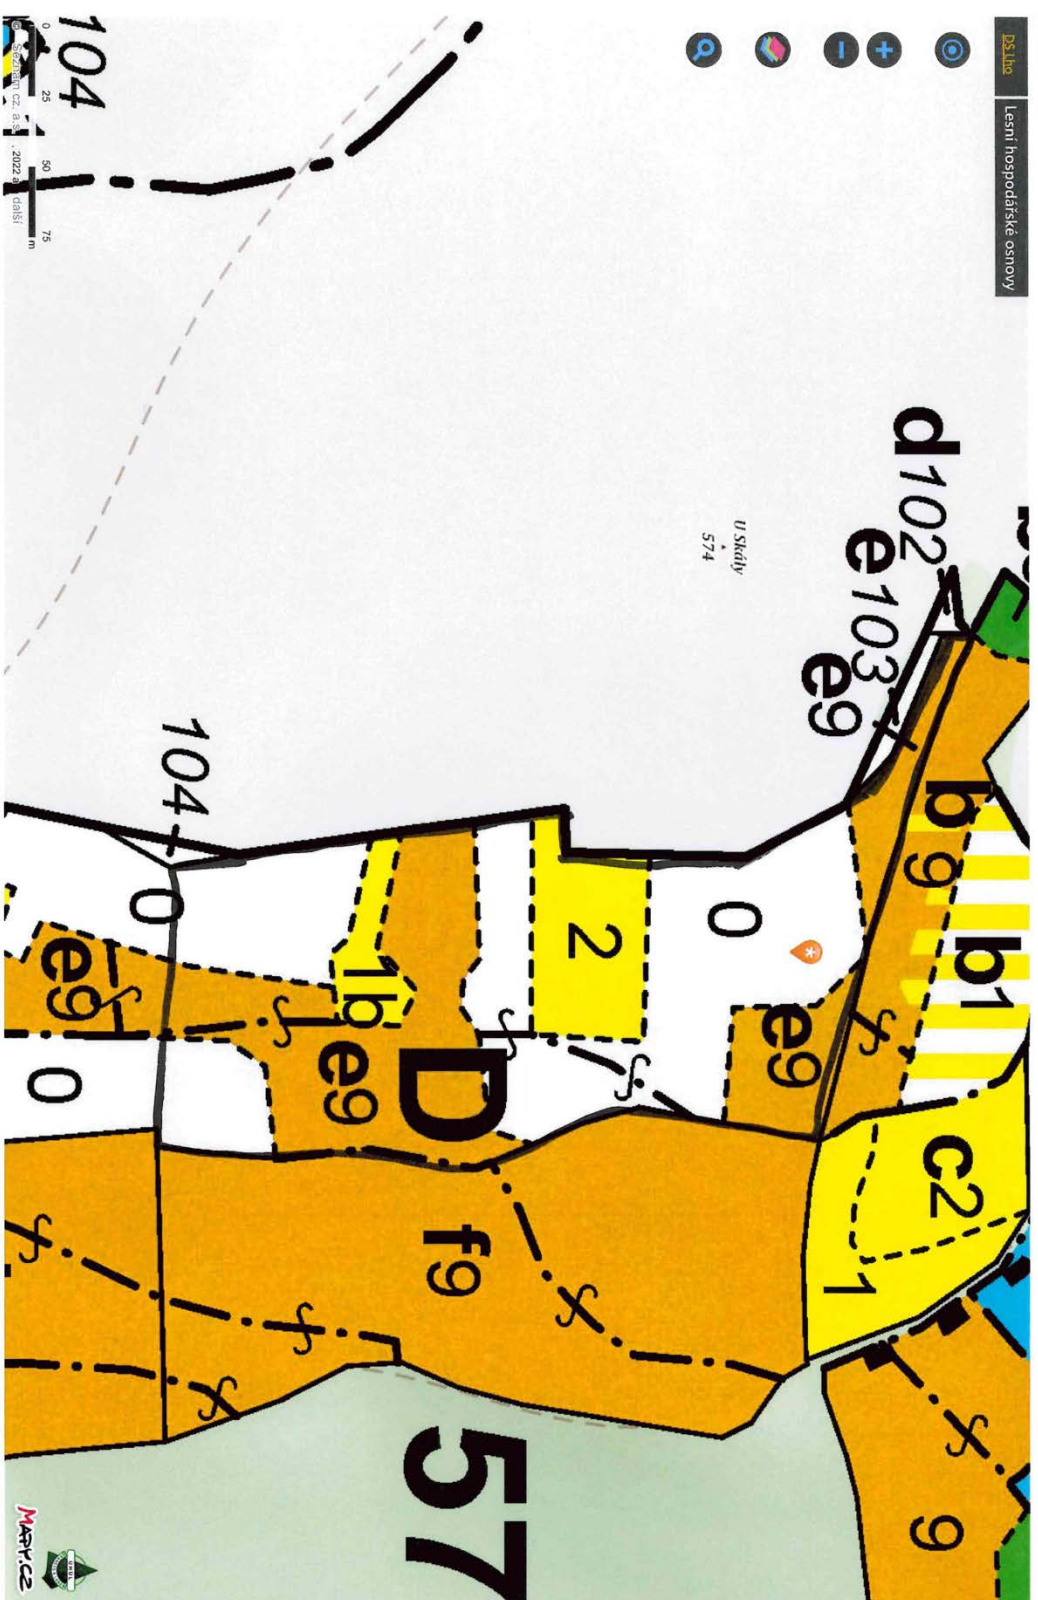 DS Lho
Lesní hospodářské osnovy
d102
e103
e9
b9
b1
c2
1
9
U Skály
574
0
2
e9
1b
e9
D
f9
57
104
0
e9
0
104
0 25 50 75 m
© Seznam.cz, a.s., 2022 a další
MAPY.CZ